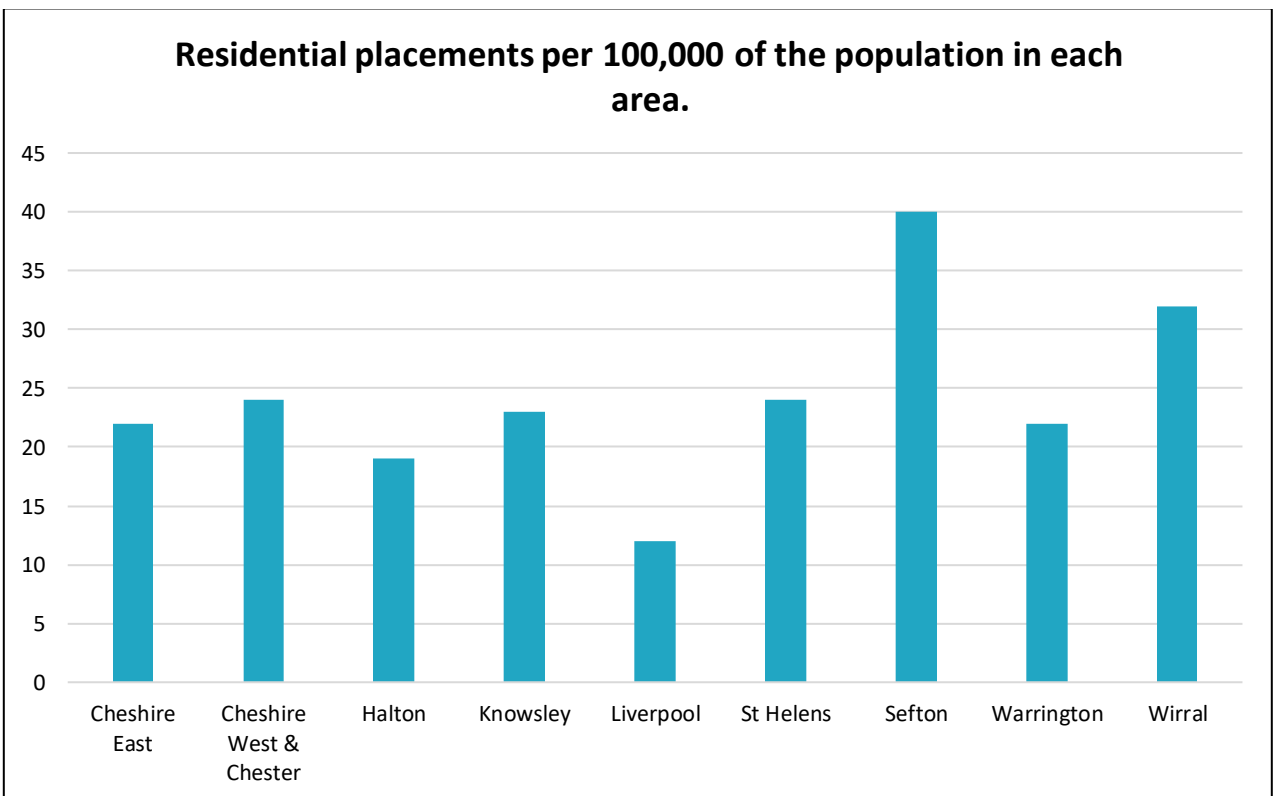 Residential placements per 100,000 of the population in each
area.
45
40
35
30
25
20
15
10
5
0
Cheshire
East
Cheshire
West &
Chester
Halton
Knowsley
Liverpool
St Helens
Sefton
Warrington
Wirral